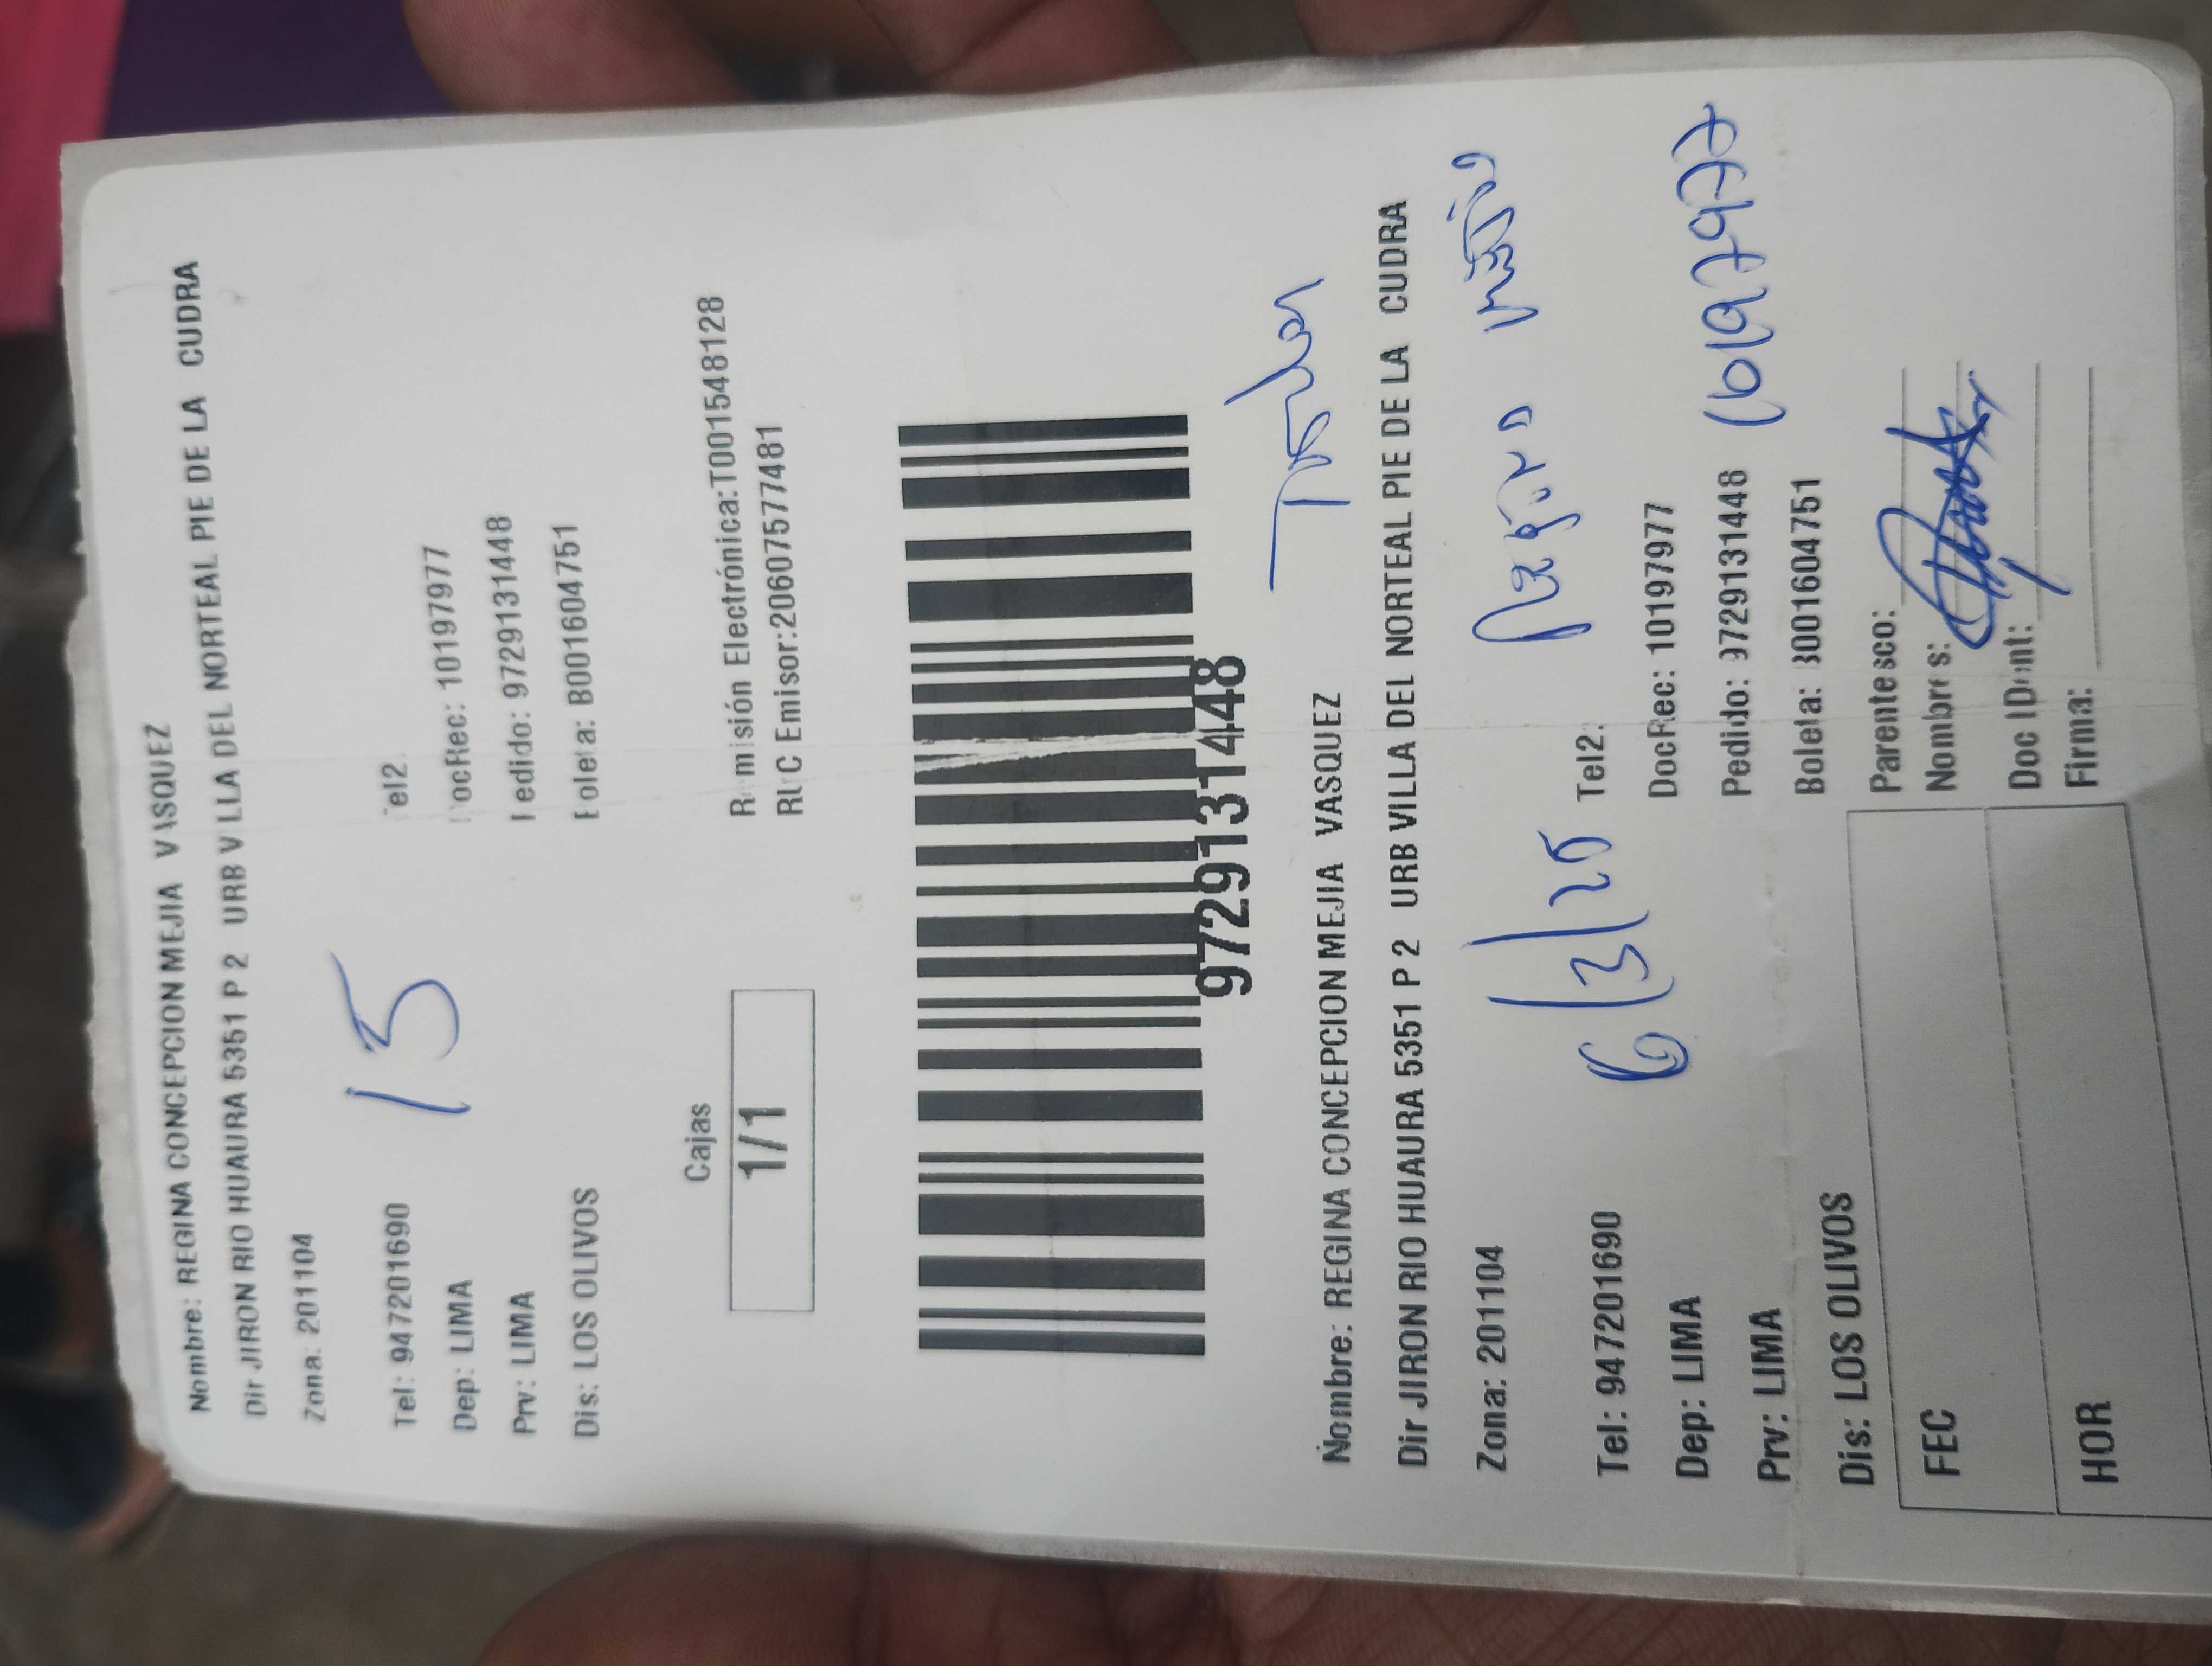 Nombre: REGINA CONCEPCION MEJIA VASQUEZ
Dir JIRON RIO HUAURA 5351 P 2 URB VILLA DEL NORTEAL PIE DE LA CUDRA
Zona: 201104
15
Tel: 947201690 Tel2
Dep: LIMA DocRec: 10197977
Prv: LIMA Pedido: 9729131448
Dis: LOS OLIVOS Boleta: B001604751
Cajas
1/1
Remisión Electrónica:T001548128
RUC Emisor:20607577481
9729131448
Nombre: REGINA CONCEPCION MEJIA VASQUEZ
Dir JIRON RIO HUAURA 5351 P 2 URB VILLA DEL NORTEAL PIE DE LA CUDRA
Zona: 201104
Regina Mejía
6/3/25
Tel: 947201690 Tel2:
Dep: LIMA DocRec: 10197977
Prv: LIMA Pedido: 9729131448
10197977
Dis: LOS OLIVOS Boleta: B001604751
FEC
HOR
Parentesco:
Nombres:
Doc IDent:
Firma: